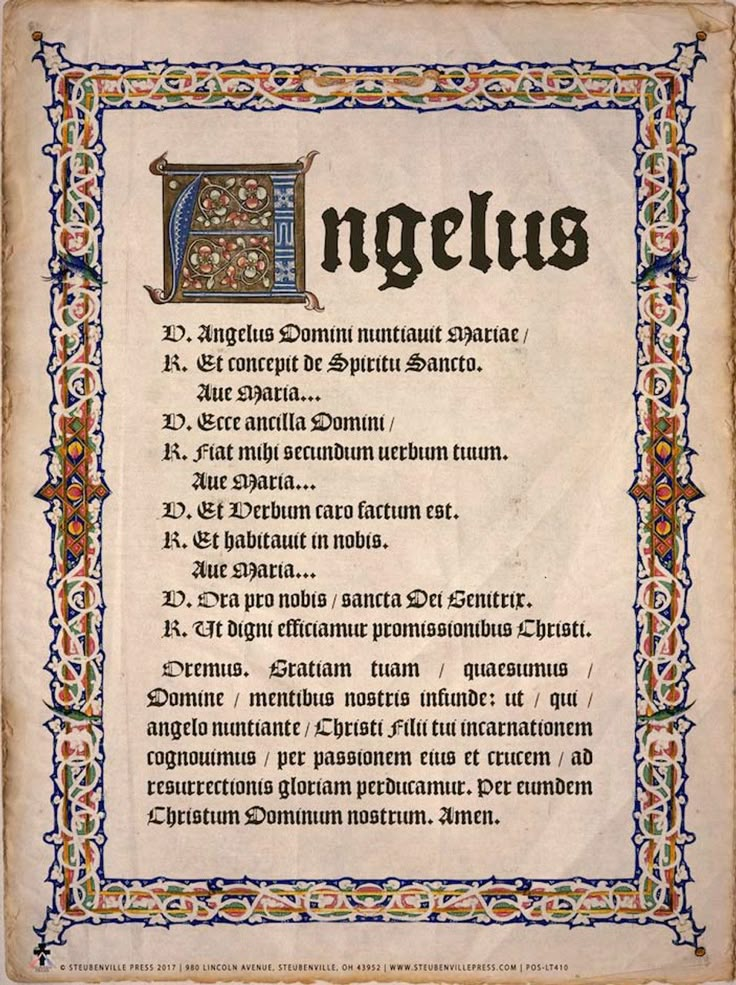 Angelus
V. Angelus Domini nuntiauit Mariae /
R. Et concepit de Spiritu Sancto.
Aue Maria...
V. Ecce ancilla Domini /
R. Fiat mihi secundum uerbum tuum.
Aue Maria...
V. Et Verbum caro factum est.
R. Et habitauit in nobis.
Aue Maria...
V. Ora pro nobis / sancta Dei Genitrix.
R. Ut digni efficiamur promissionibus Christi.
Oremus. Gratiam tuam / quaesumus /
Domine / mentibus nostris infunde: ut / qui /
angelo nuntiante / Christi Filii tui incarnationem
cognouimus / per passionem eius et crucem / ad
resurrectionis gloriam perducamur. Per eumdem
Christum Dominum nostrum. Amen.
© STEUBENVILLE PRESS 2017 | 980 LINCOLN AVENUE, STEUBENVILLE, OH 43952 | WWW.STEUBENVILLEPRESS.COM | POS-LT410